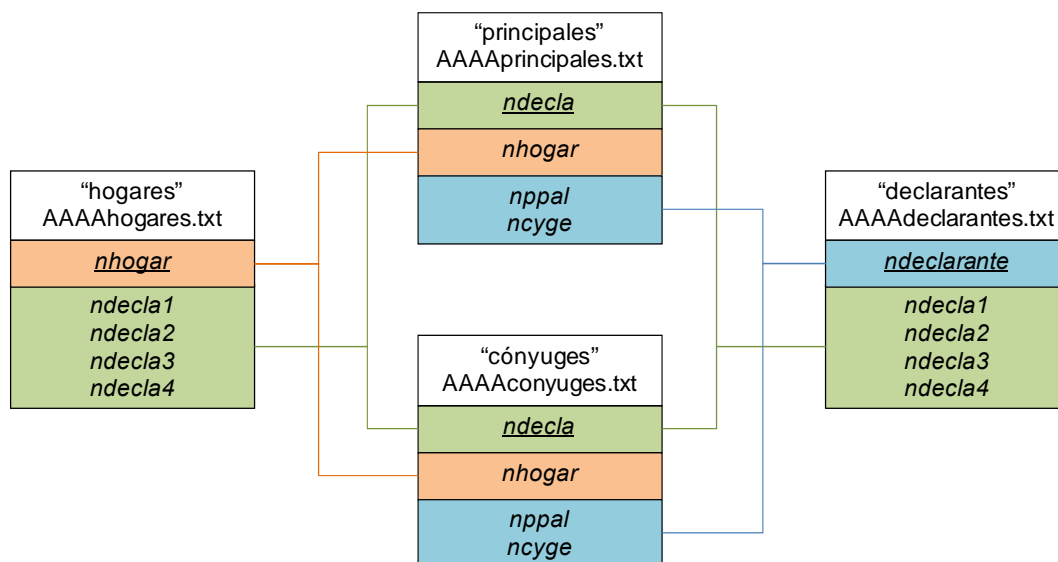 “principales”
AAAAprincipales.txt
ndecla
nhogar
nppal
ncyge
“hogares”
AAAAhogares.txt
nhogar
ndecla1
ndecla2
ndecla3
ndecla4
“cónyuges”
AAAAconyuges.txt
ndecla
nhogar
nppal
ncyge
“declarantes”
AAAAdeclarantes.txt
ndeclarante
ndecla1
ndecla2
ndecla3
ndecla4